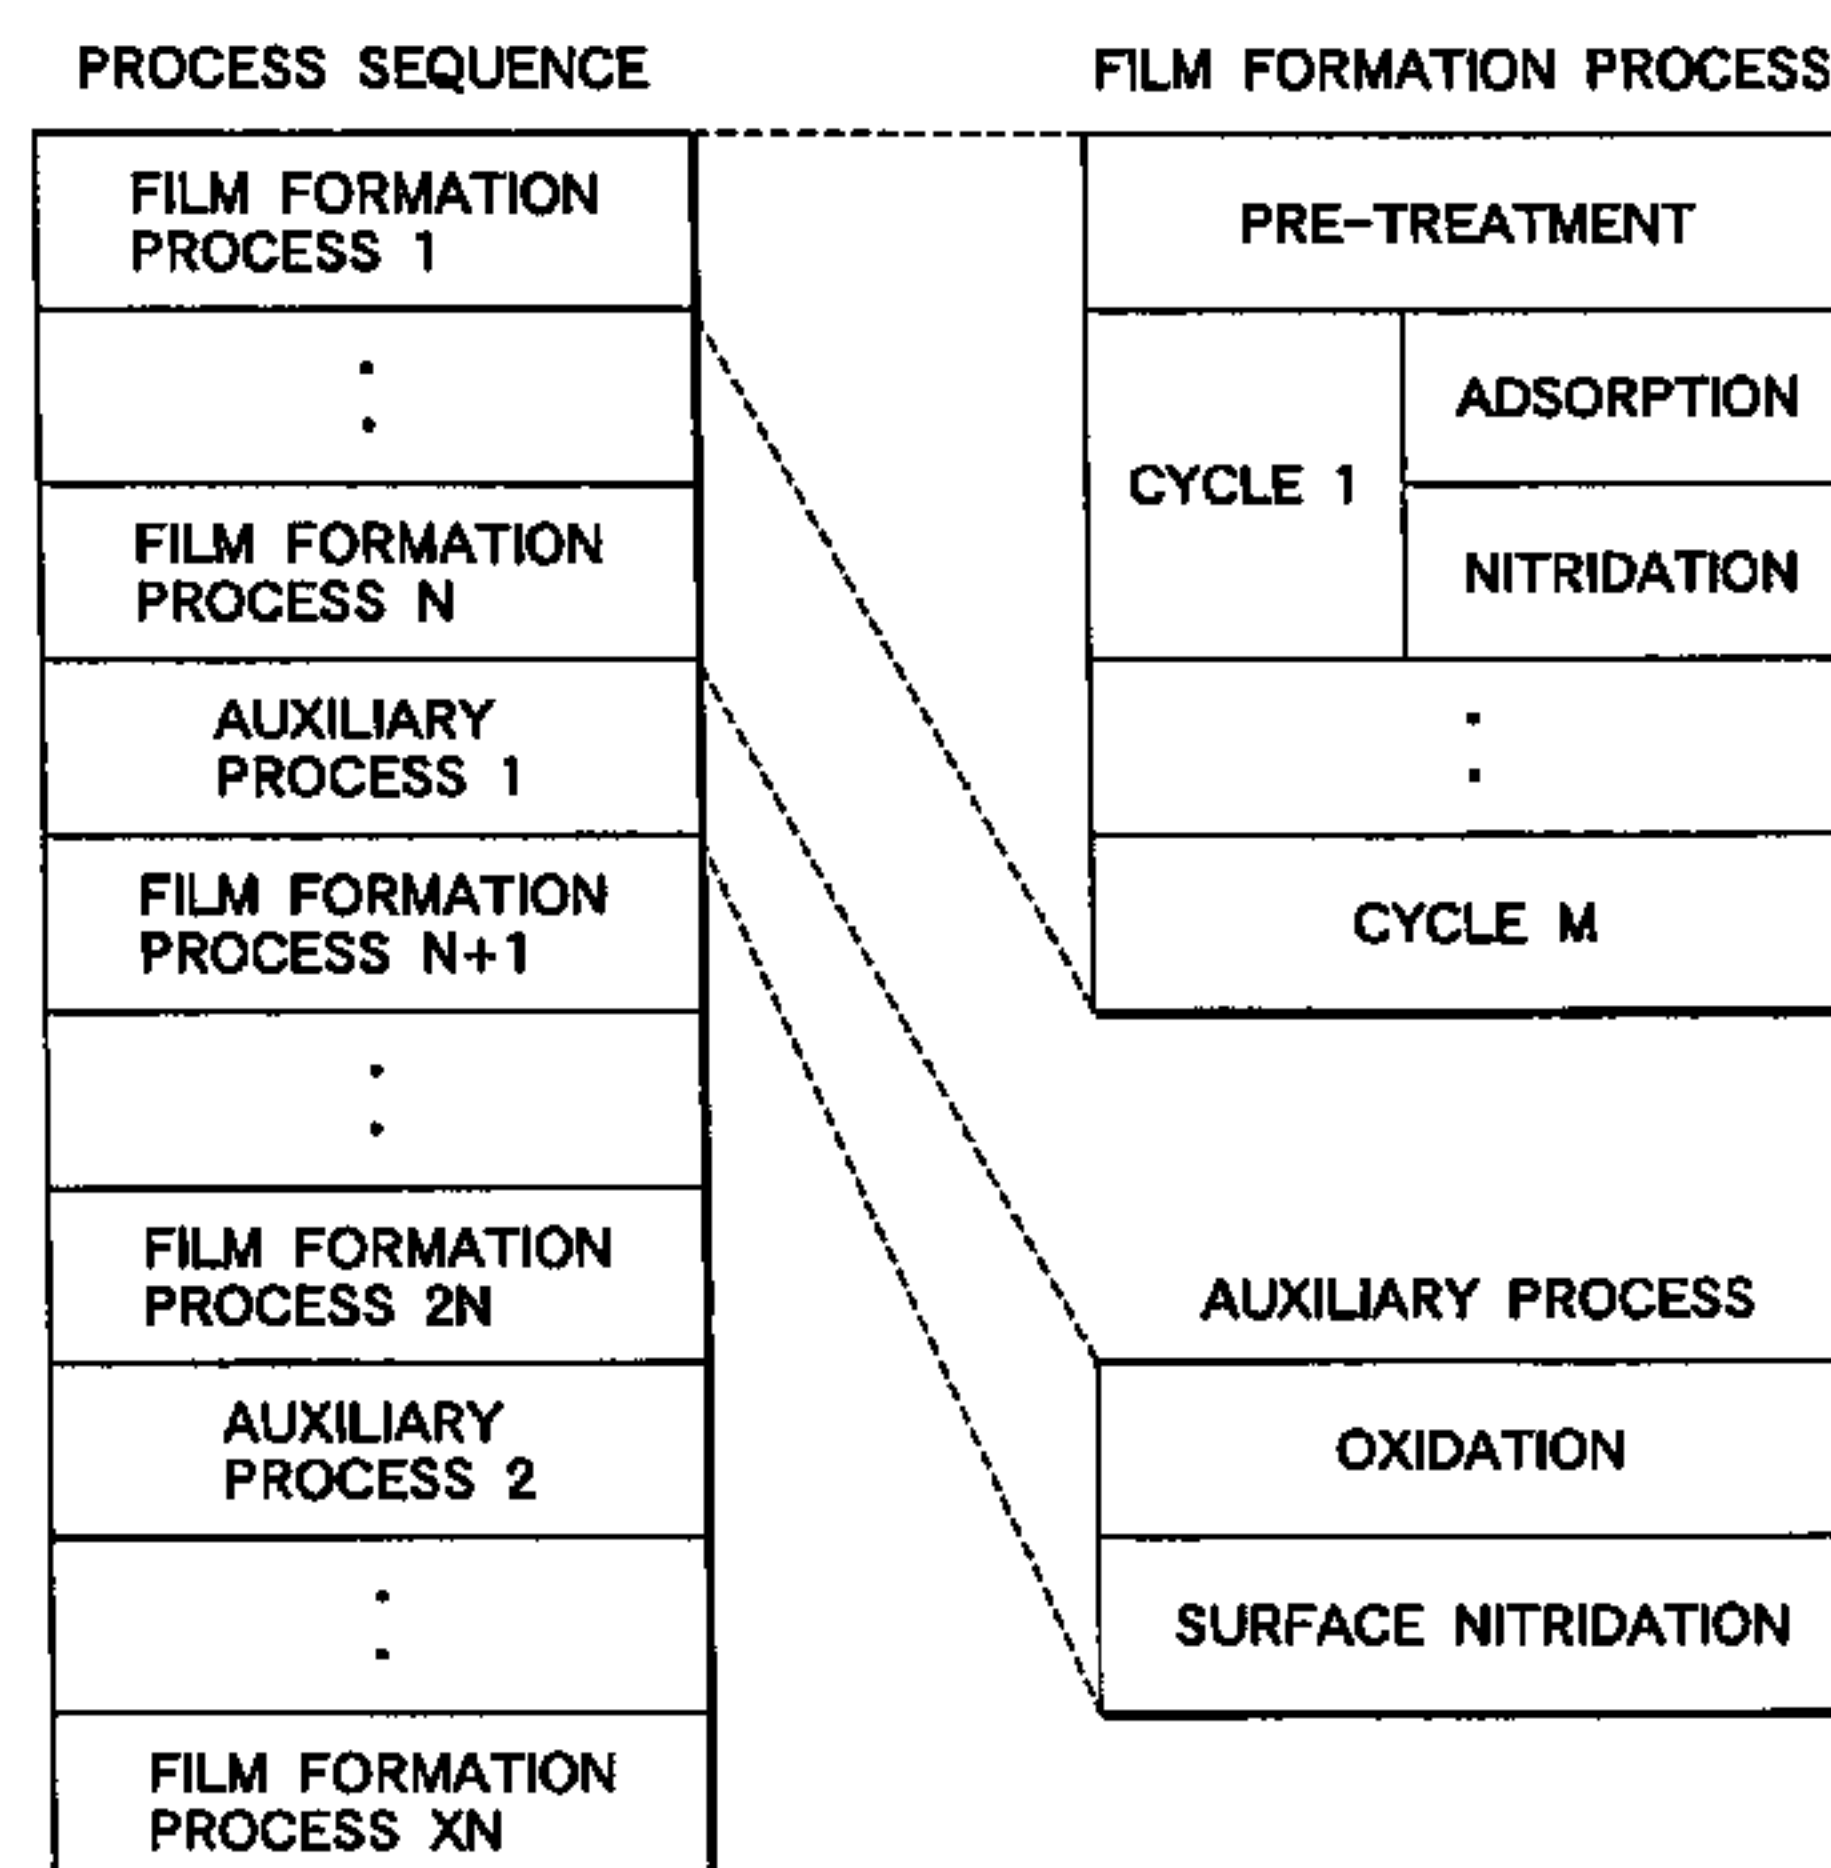 PROCESS SEQUENCE
FILM FORMATION
PROCESS 1
FILM FORMATION
PROCESS N
AUXILIARY
PROCESS 1
FILM FORMATION
PROCESS N+1
FILM FORMATION
PROCESS 2N
AUXILIARY
PROCESS 2
FILM FORMATION
PROCESS XN
FILM FORMATION PROCESS
PRE-TREATMENT
CYCLE 1
ADSORPTION
NITRIDATION
CYCLE M
AUXILIARY PROCESS
OXIDATION
SURFACE NITRIDATION